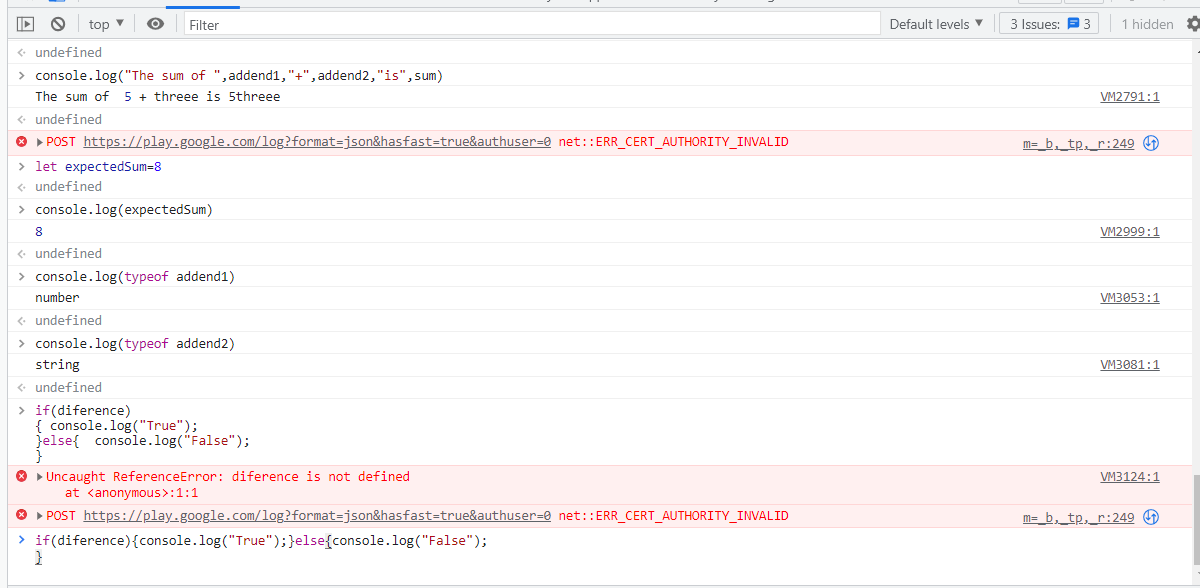 top ▼ Filter Default levels ▼ 3 Issues: 3 1 hidden
undefined
console.log("The sum of ",addend1,"+",addend2,"is",sum)
The sum of  5 + threee is 5threee VM2791:1
undefined
POST https://play.google.com/log?format=json&hasfast=true&authuser=0 net::ERR_CERT_AUTHORITY_INVALID m=_b,_tp,_r:249
let expectedSum=8
undefined
console.log(expectedSum)
8 VM2999:1
undefined
console.log(typeof addend1)
number VM3053:1
undefined
console.log(typeof addend2)
string VM3081:1
undefined
if(diference)
{ console.log("True");
}else{  console.log("False");
}
Uncaught ReferenceError: diference is not defined VM3124:1
at <anonymous>:1:1
POST https://play.google.com/log?format=json&hasfast=true&authuser=0 net::ERR_CERT_AUTHORITY_INVALID m=_b,_tp,_r:249
if(diference){console.log("True");}else{console.log("False");
}